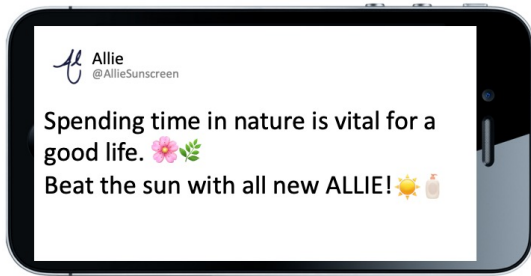 Allie
@AllieSunscreen
Spending time in nature is vital for a
good life. 🌸🌿
Beat the sun with all new ALLIE!☀️🧴